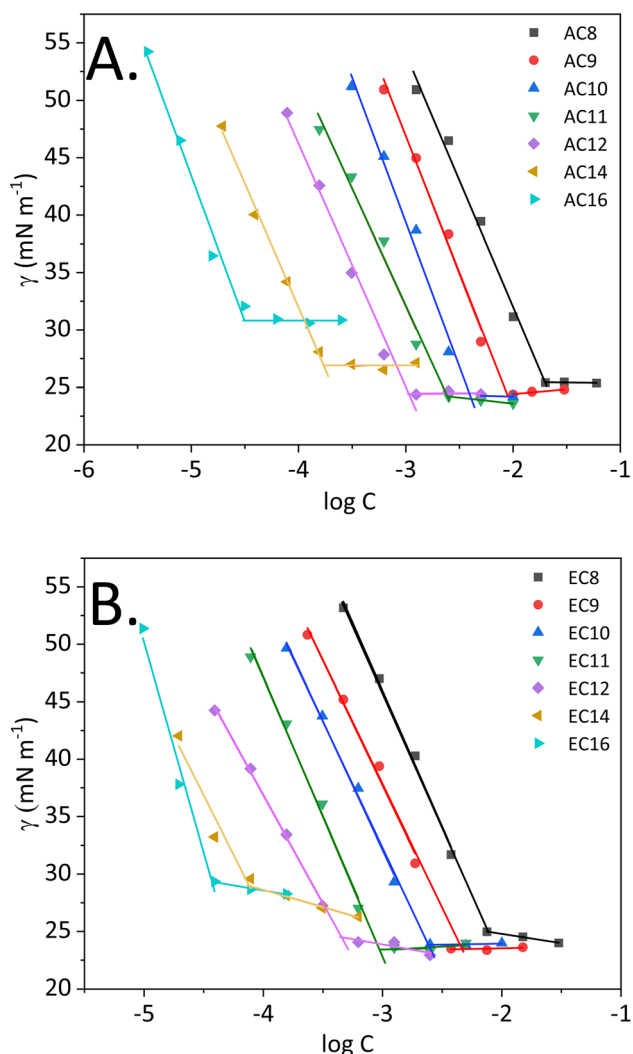 A.
55
50
45
40
35
30
25
20
γ (mN m⁻¹)
AC8
AC9
AC10
AC11
AC12
AC14
AC16
-6 -5 -4 -3 -2 -1
log C
B.
55
50
45
40
35
30
25
20
γ (mN m⁻¹)
EC8
EC9
EC10
EC11
EC12
EC14
EC16
-5 -4 -3 -2 -1
log C